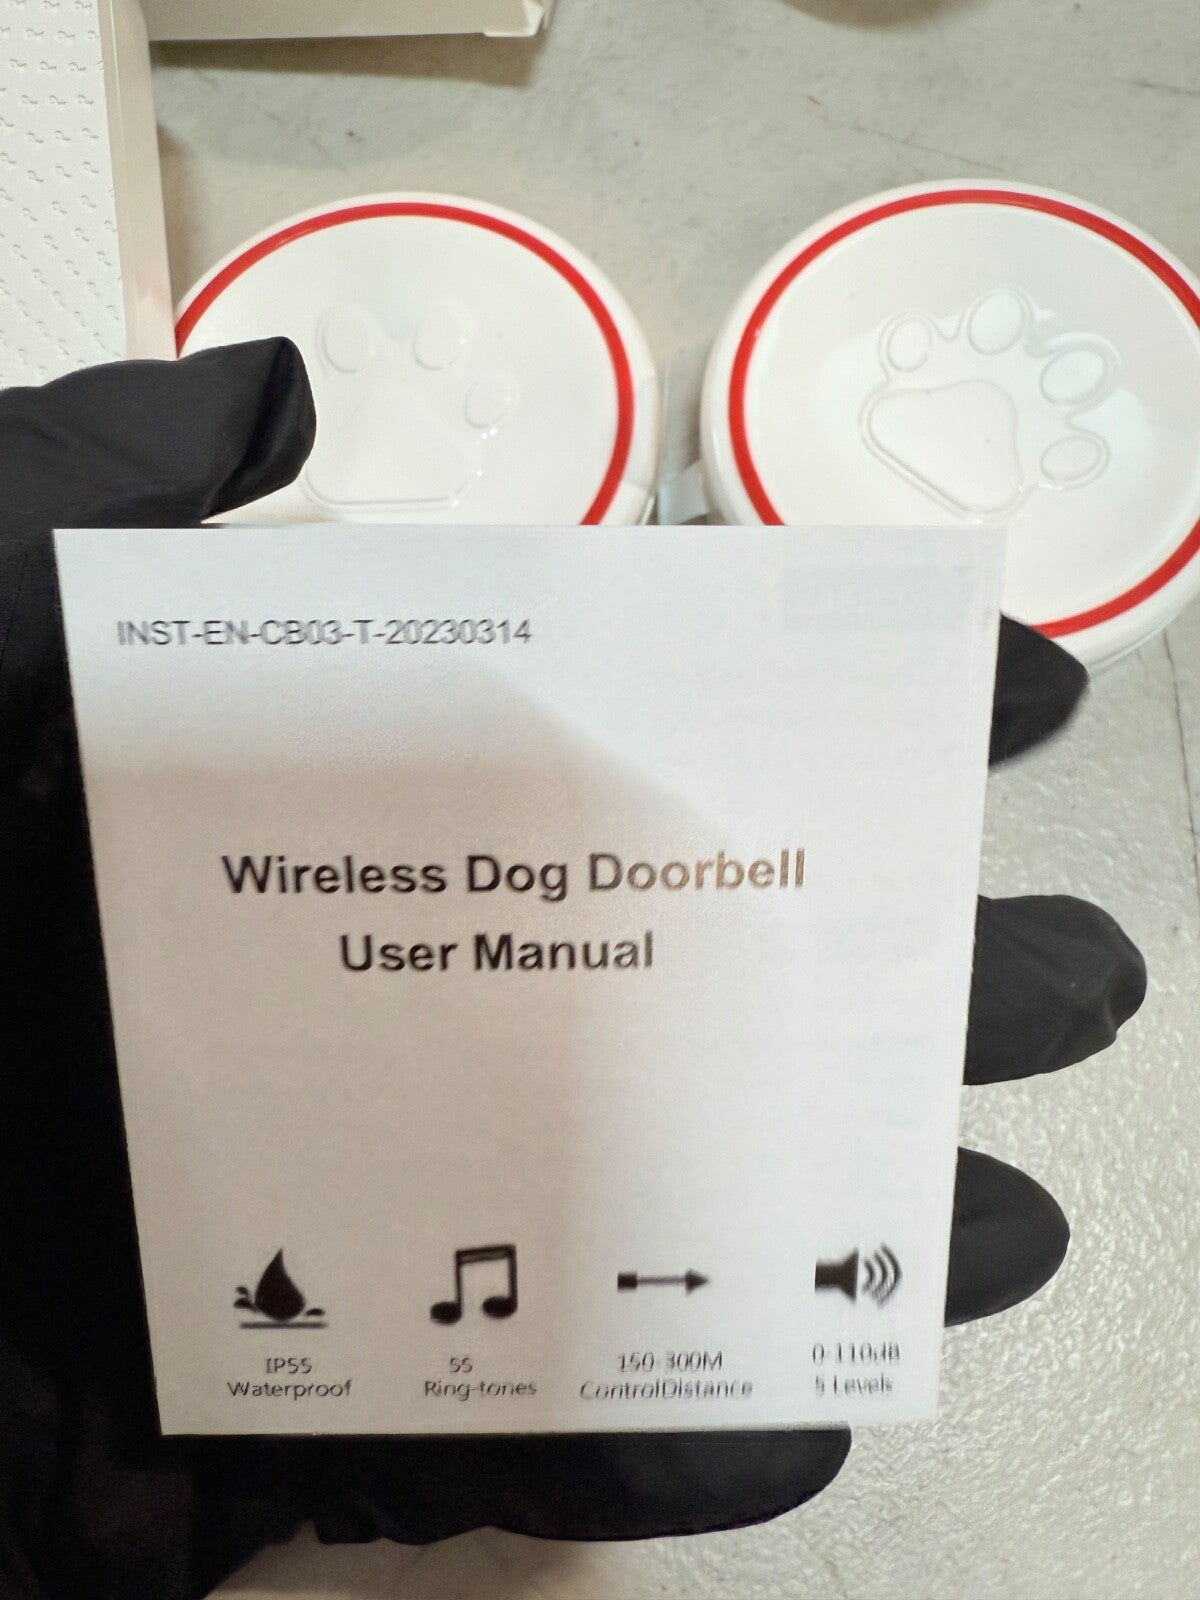 INST-EN-CB03-T-20230314
Wireless Dog Doorbell
User Manual
IP55
Waterproof
55
Ring-tones
150-300M
ControlDistance
0-110dB
5 Levels